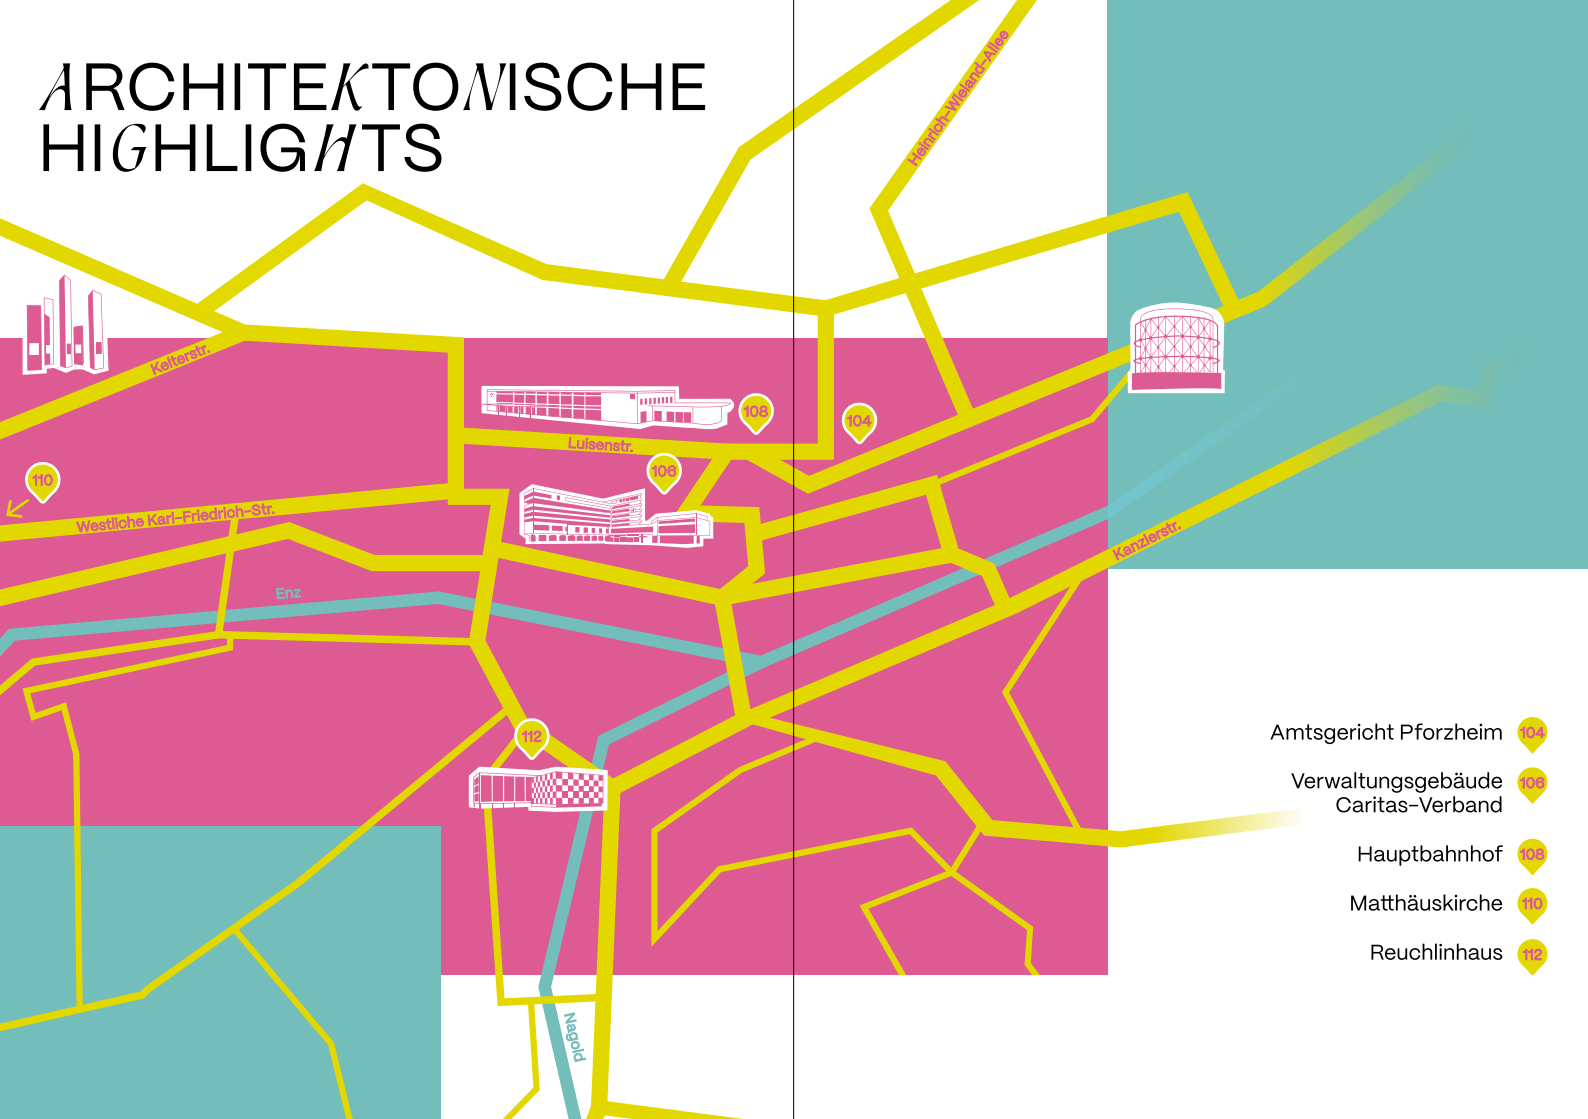 ARCHITEKTONISCHE
HIGHLIGHTS
Heinrich-Wieland-Allee
Kelterstr.
108
104
Luisenstr.
106
110
Westliche Karl-Friedrich-Str.
Kanzlerstr.
Enz
112
Nagold
Amtsgericht Pforzheim 104
Verwaltungsgebäude 106
Caritas-Verband
Hauptbahnhof 108
Matthäuskirche 110
Reuchlinhaus 112